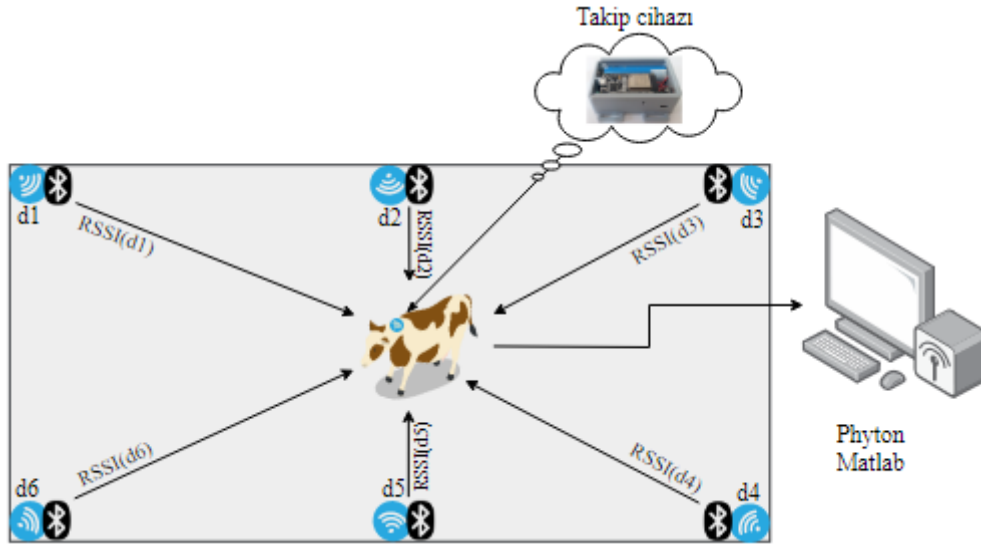 Takip cihazı
d1
d2
d3
RSSI(d1)
RSSI(d2)
RSSI(d3)
RSSI(d6)
RSSI(d5)
RSSI(d4)
Phyton
Matlab
d6
d5
d4